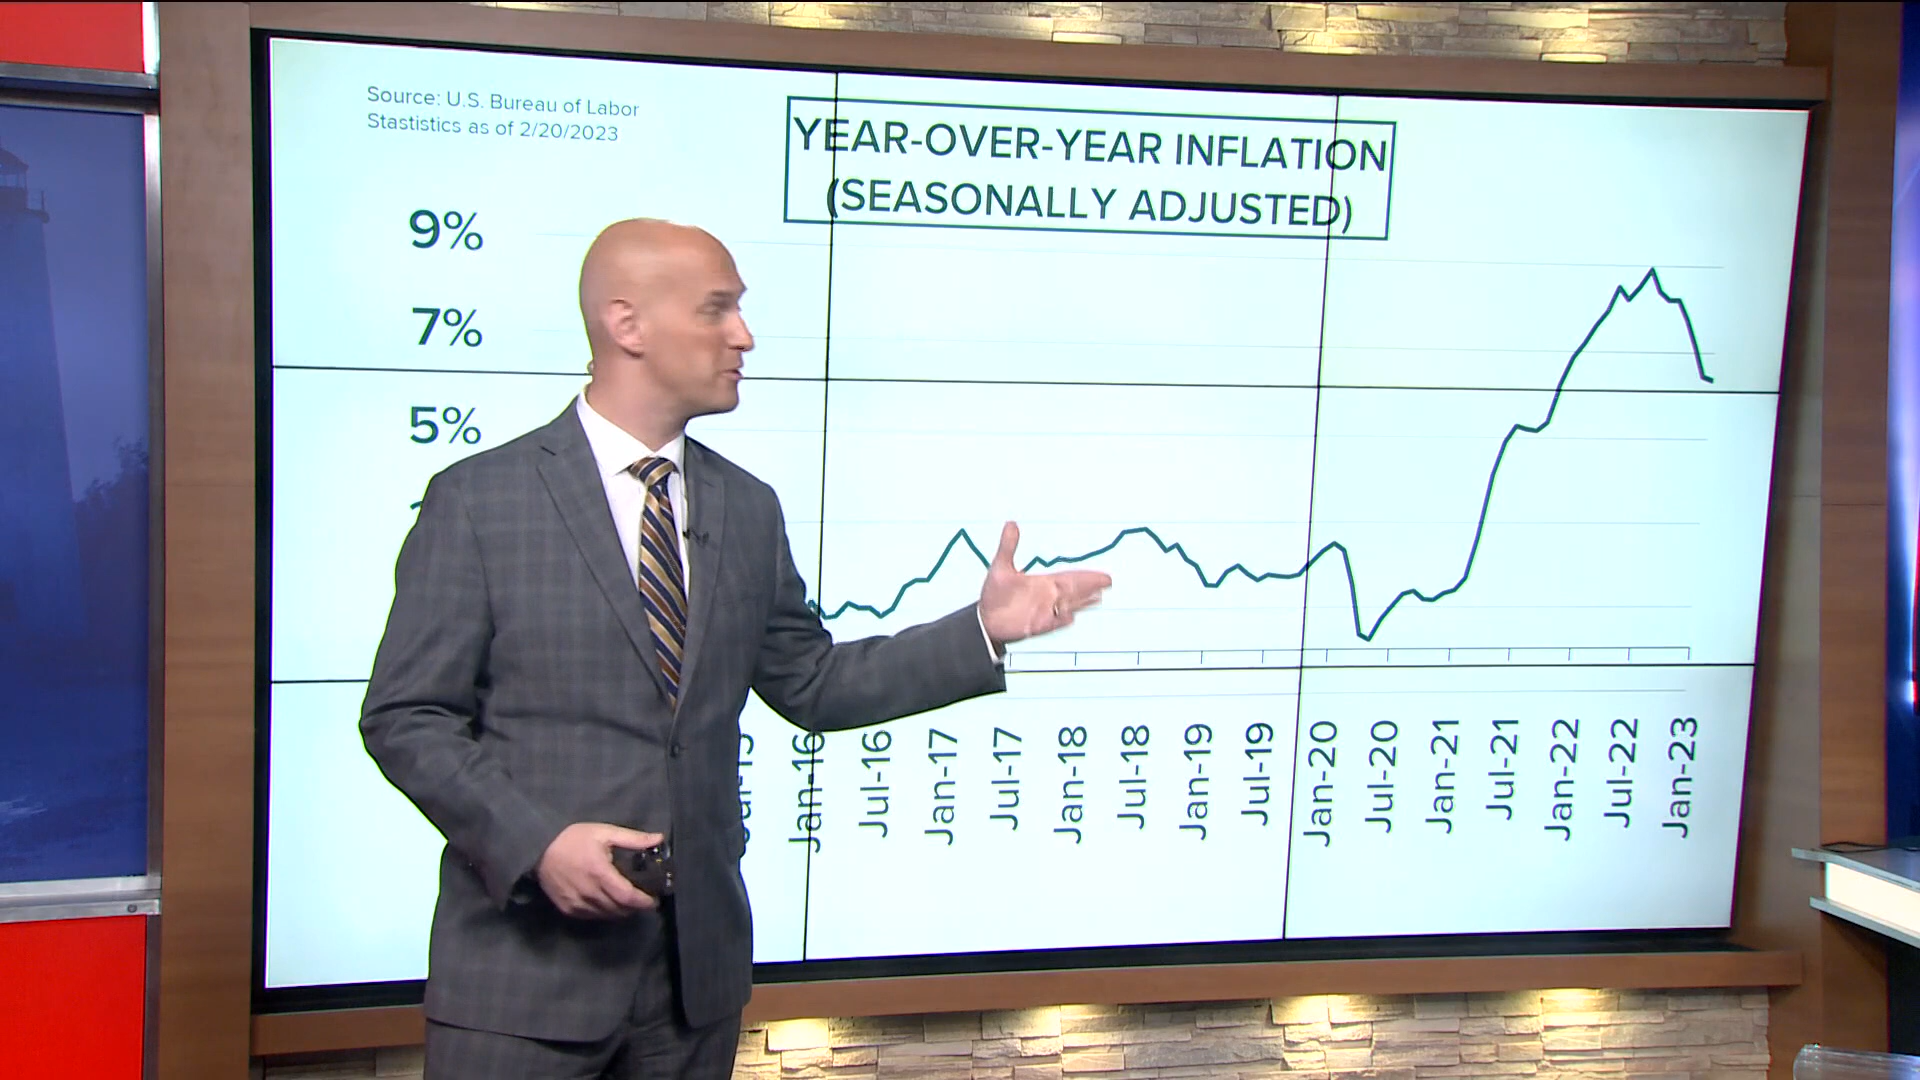 Source: U.S. Bureau of Labor
Stastistics as of 2/20/2023
YEAR-OVER-YEAR INFLATION
(SEASONALLY ADJUSTED)
9%
7%
5%
Jan-16
Jul-16
Jan-17
Jul-17
Jan-18
Jul-18
Jan-19
Jul-19
Jan-20
Jul-20
Jan-21
Jul-21
Jan-22
Jul-22
Jan-23